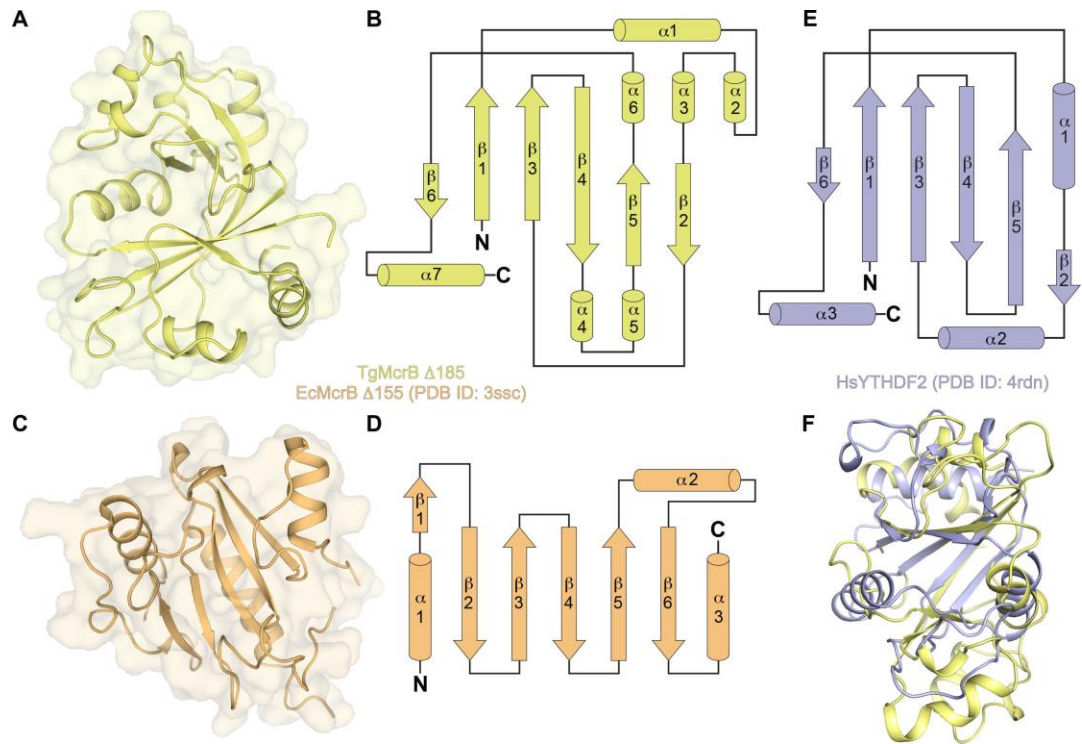 A
B
E
α1
α6
α3
α2
β1
β3
β4
β6
β5
β2
N
α7
C
α4
α5
α1
β6
β1
β3
β4
β5
β2
N
α3
C
α2
TgMcrB Δ185
EcMcrB Δ155 (PDB ID: 3ssc)
HsYTHDF2 (PDB ID: 4rdn)
C
D
F
β1
α2
C
α1
β2
β3
β4
β5
β6
α3
N